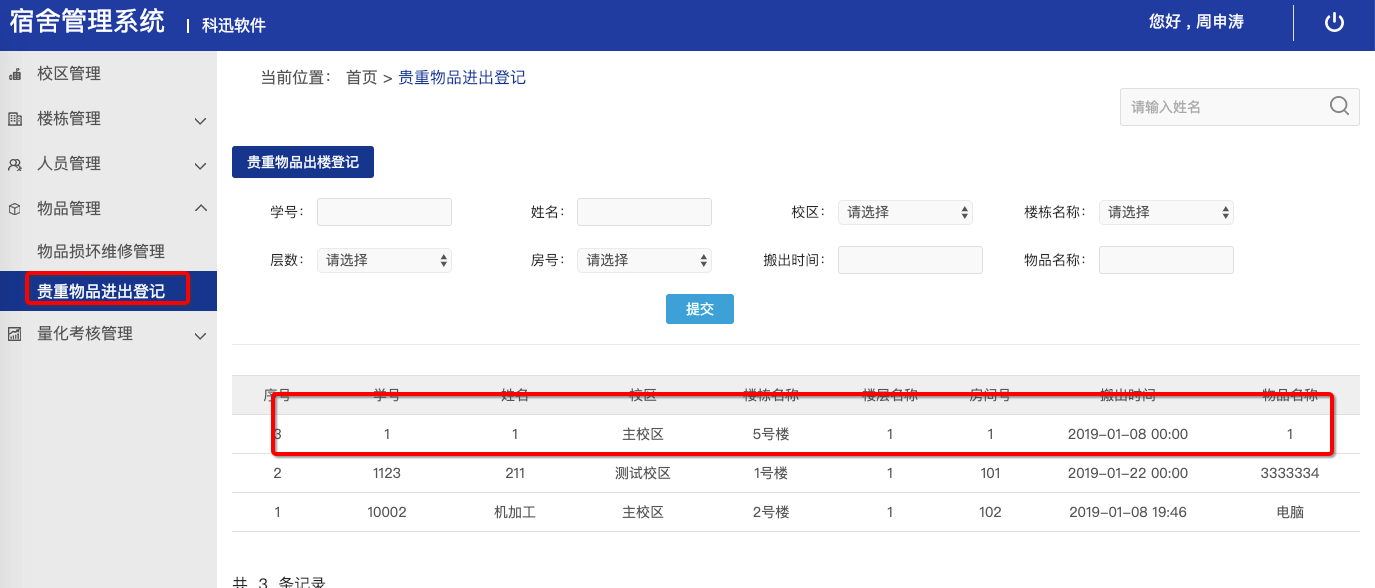 宿舍管理系统 | 科迅软件 您好，周申涛
校区管理
楼栋管理
人员管理
物品管理
物品损坏维修管理
贵重物品进出登记
量化考核管理
当前位置： 首页 > 贵重物品进出登记
请输入姓名
贵重物品出楼登记
学号： 姓名： 校区： 请选择 楼栋名称： 请选择
层数： 请选择 房号： 请选择 搬出时间： 物品名称：
提交
序号 学号 姓名 校区 楼栋名称 楼层名称 房间号 搬出时间 物品名称
3 1 1 主校区 5号楼 1 1 2019-01-08 00:00 1
2 1123 211 测试校区 1号楼 1 101 2019-01-22 00:00 3333334
1 10002 机加工 主校区 2号楼 1 102 2019-01-08 19:46 电脑
共 3 条记录